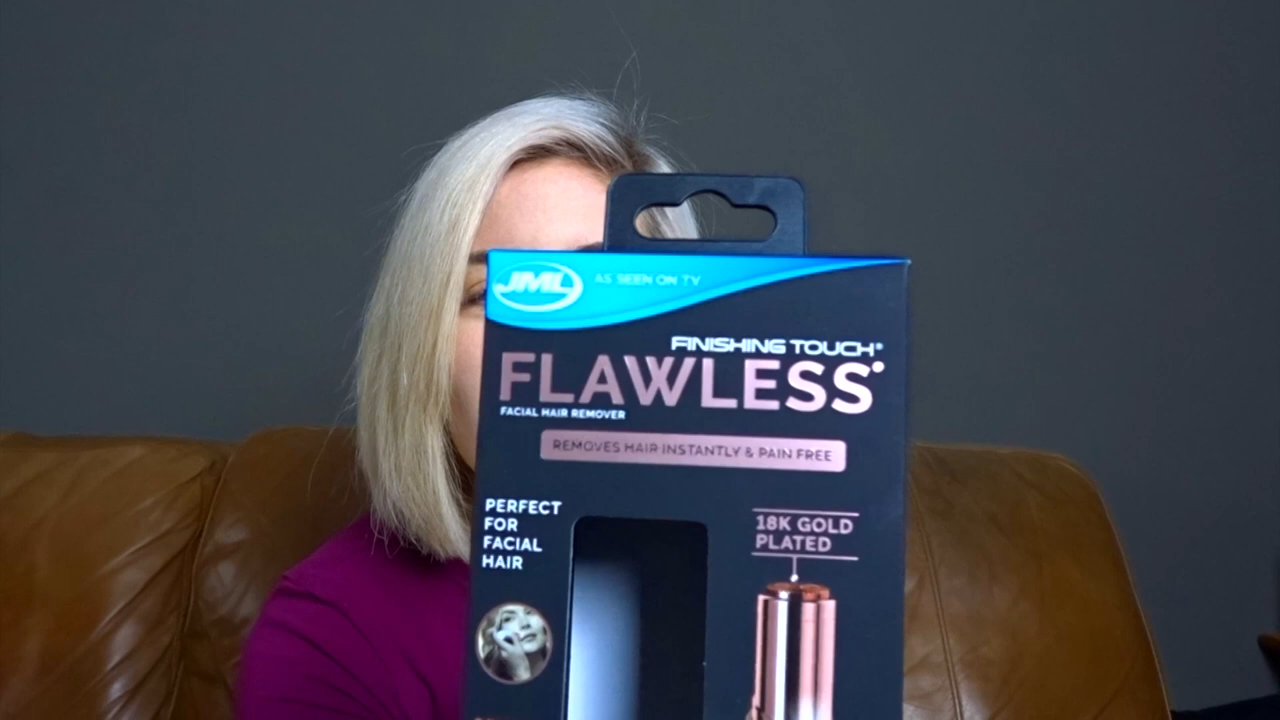 JML
AS SEEN ON TV
FINISHING TOUCH®
FLAWLESS
FACIAL HAIR REMOVER
REMOVES HAIR INSTANTLY & PAIN FREE
PERFECT
FOR
FACIAL
HAIR
18K GOLD
PLATED